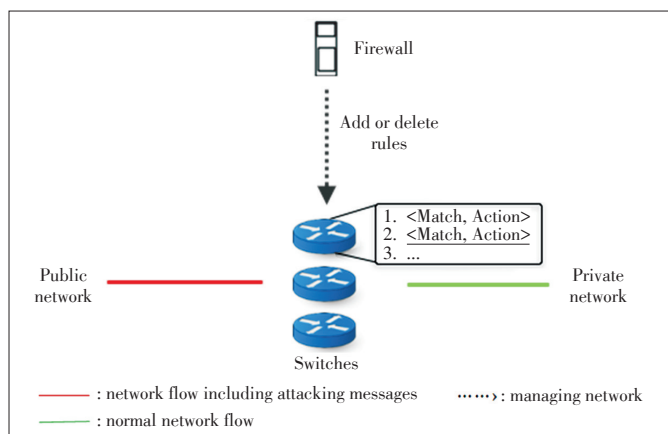 Firewall
Add or delete
rules
1. <Match, Action>
2. <Match, Action>
3. ...
Public
network
Private
network
Switches
: network flow including attacking messages
: managing network
: normal network flow